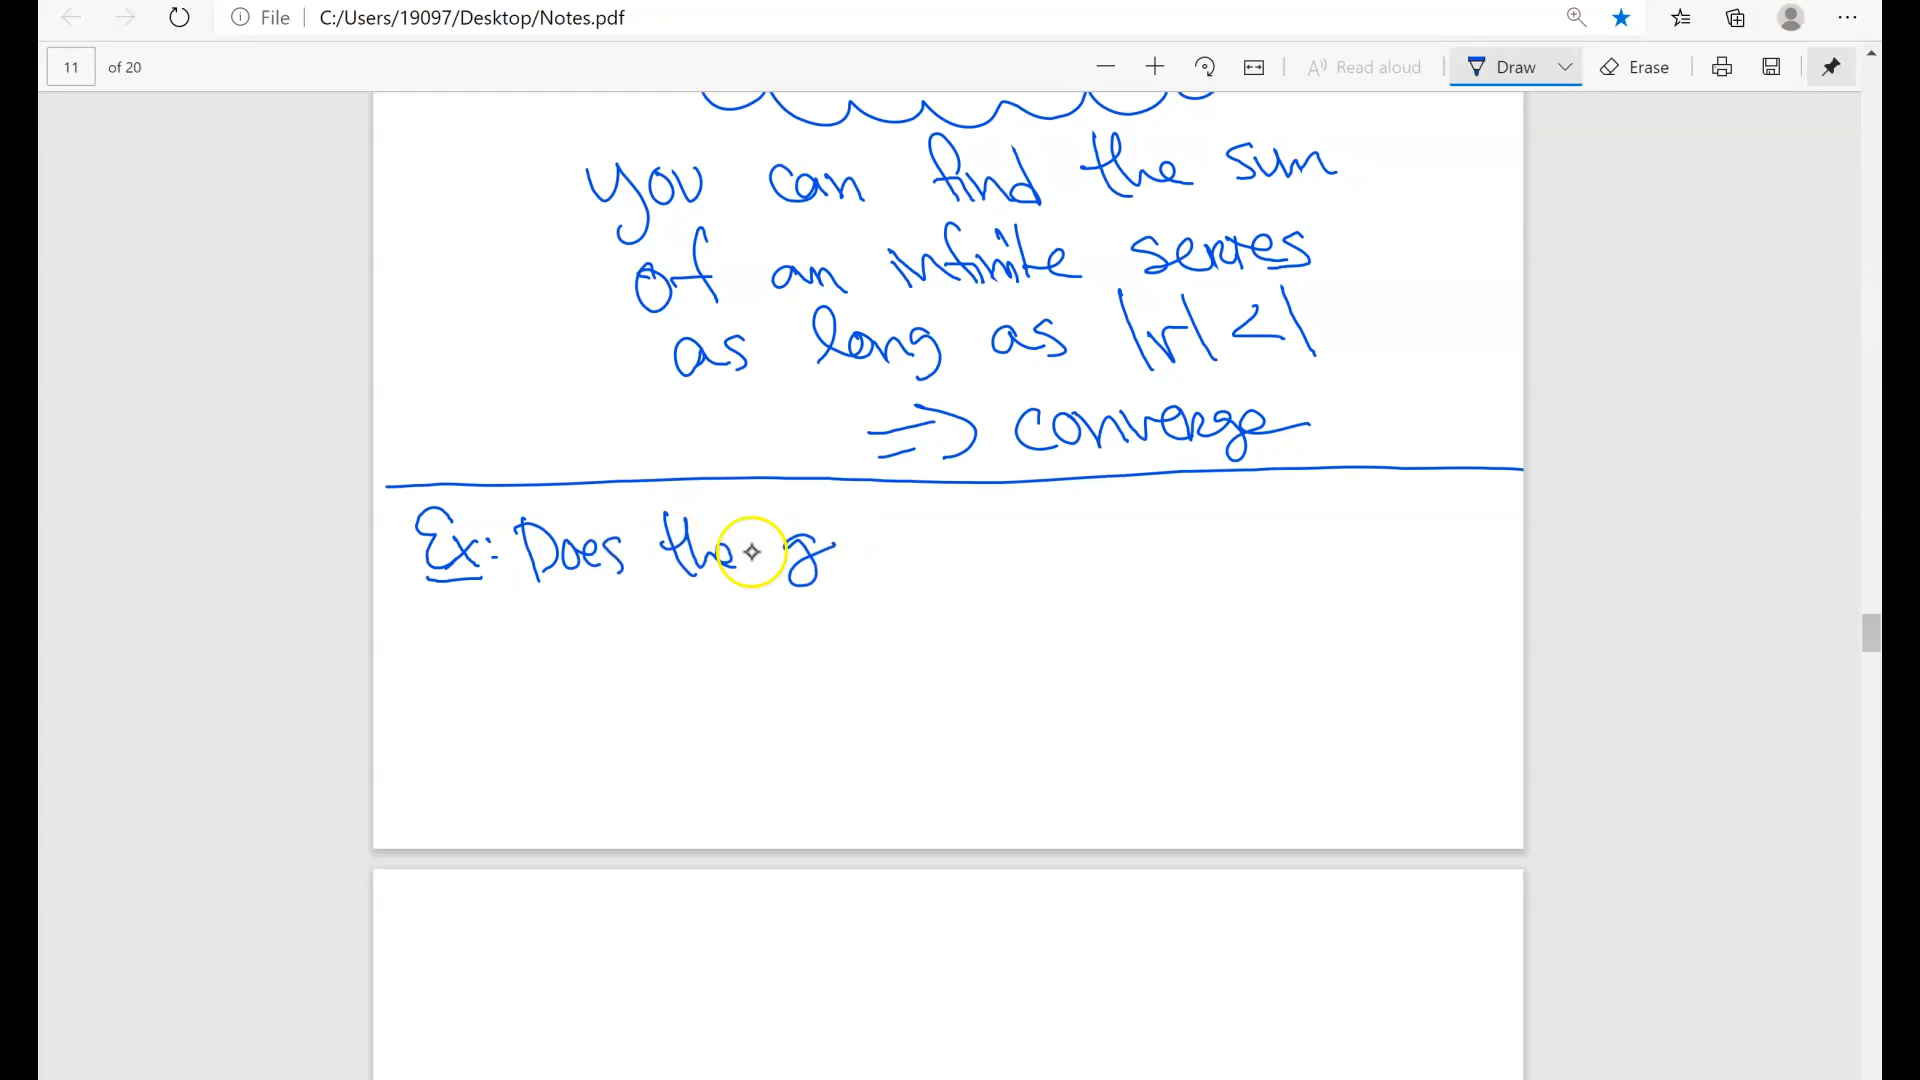 File C:/Users/19097/Desktop/Notes.pdf
11 of 20 Read aloud Draw Erase
you can find the sum
of an infinite series
as long as |r| < 1
⇒ converge
Ex: Does the g